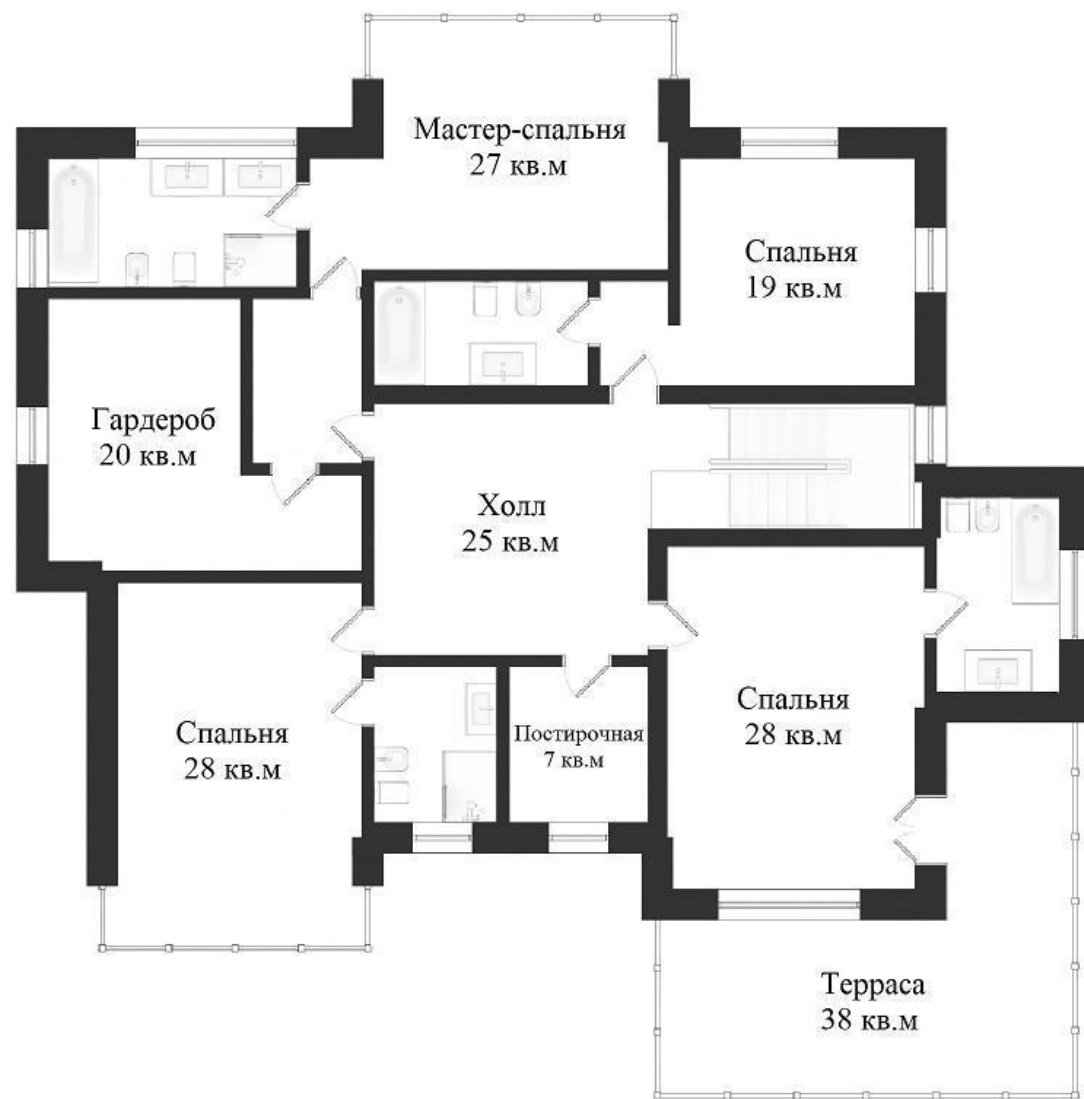 Мастер-спальня
27 кв.м
Спальня
19 кв.м
Гардероб
20 кв.м
Холл
25 кв.м
Спальня
28 кв.м
Постирочная
7 кв.м
Спальня
28 кв.м
Терраса
38 кв.м